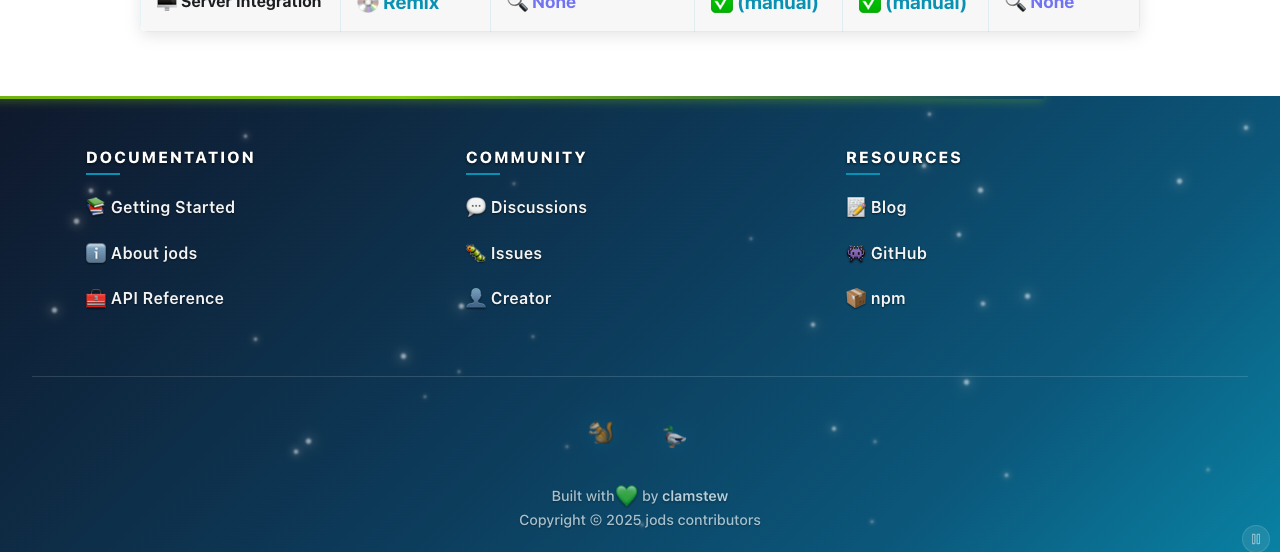 Server Integration Remix None (manual) (manual) None
DOCUMENTATION COMMUNITY RESOURCES
Getting Started Discussions Blog
About jods Issues GitHub
API Reference Creator npm
Built with by clamstew
Copyright © 2025 jods contributors